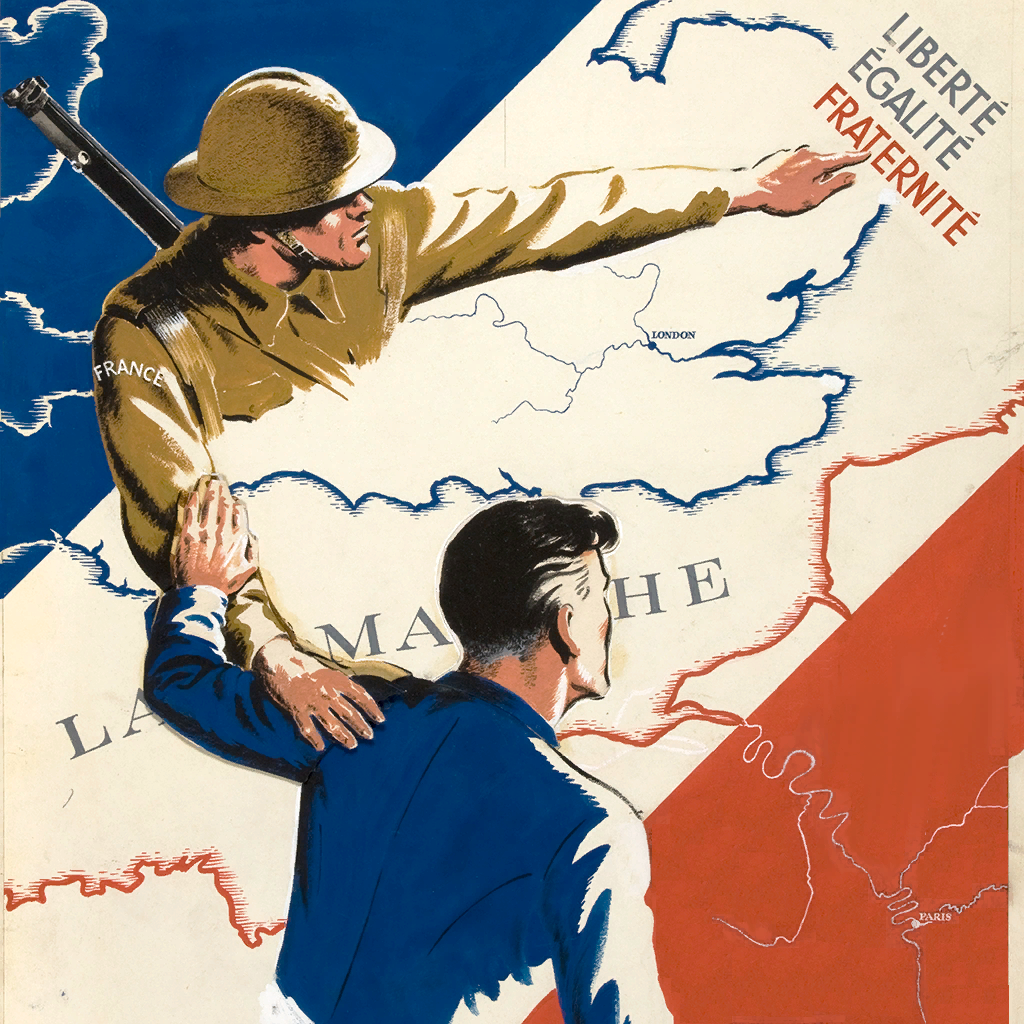 LIBERTÉ
ÉGALITÉ
FRATERNITÉ
LONDON
FRANCE
LA MA HE
PARIS